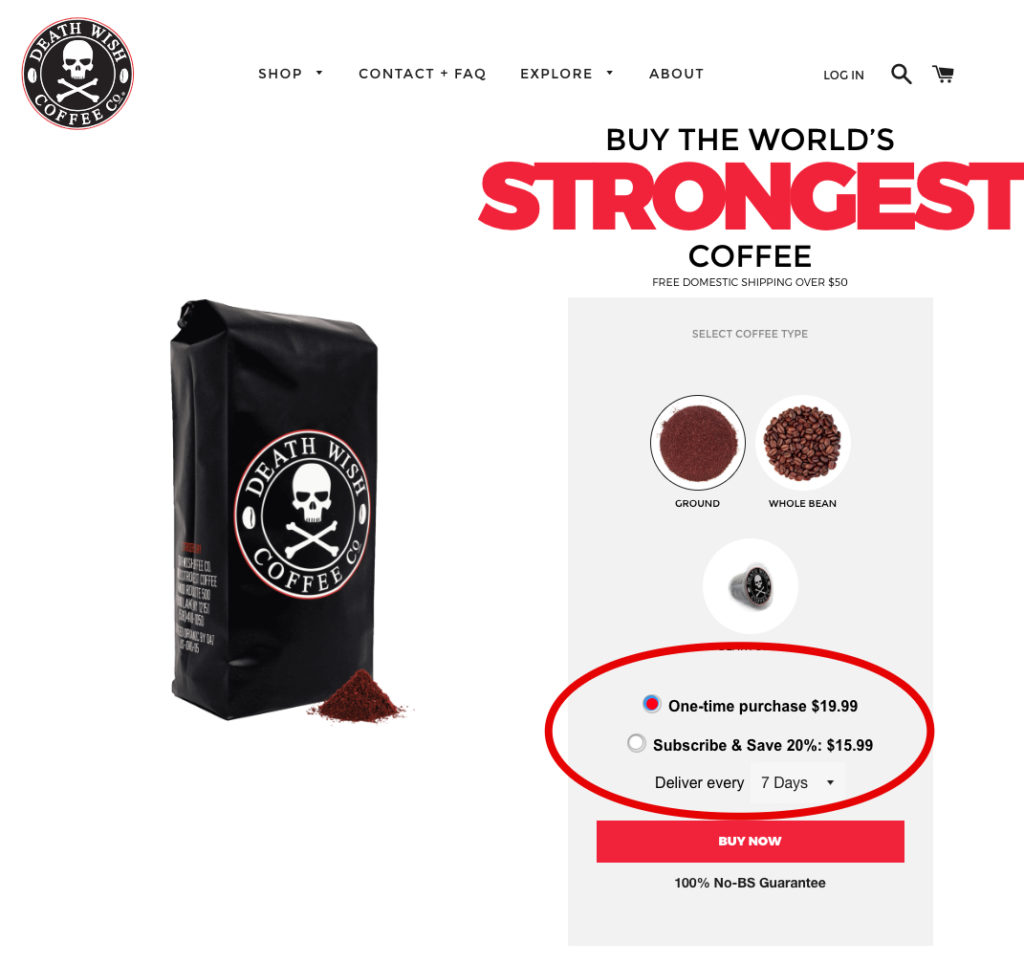 DEATH WISH
COFFEE CO.
SHOP
CONTACT + FAQ
EXPLORE
ABOUT
LOG IN
BUY THE WORLD'S
STRONGEST
COFFEE
FREE DOMESTIC SHIPPING OVER $50
SELECT COFFEE TYPE
GROUND
WHOLE BEAN
DEATH WISH
COFFEE CO.
One-time purchase $19.99
Subscribe & Save 20%: $15.99
Deliver every 7 Days
BUY NOW
100% No-BS Guarantee